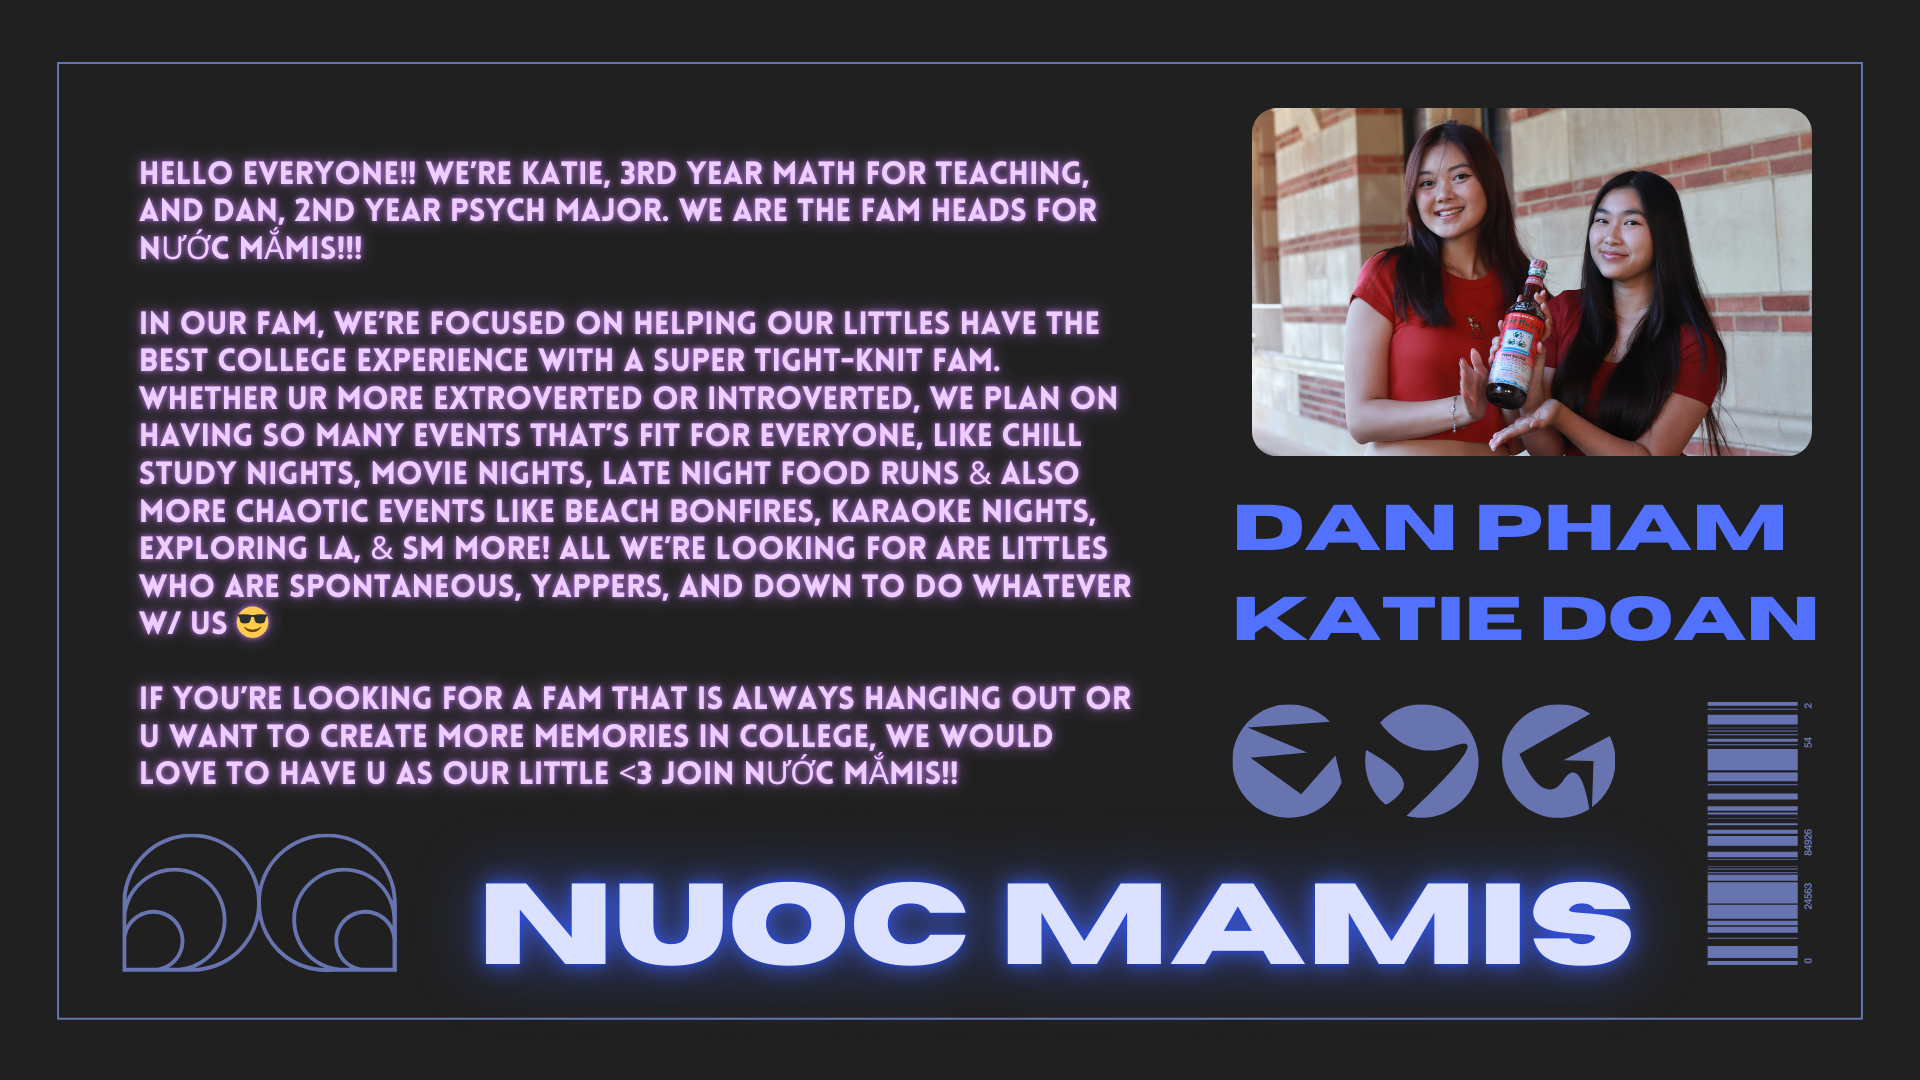 HELLO EVERYONE!! WE'RE KATIE, 3RD YEAR MATH FOR TEACHING,
AND DAN, 2ND YEAR PSYCH MAJOR. WE ARE THE FAM HEADS FOR
NƯỚC MẮMIS!!!
IN OUR FAM, WE'RE FOCUSED ON HELPING OUR LITTLES HAVE THE
BEST COLLEGE EXPERIENCE WITH A SUPER TIGHT-KNIT FAM.
WHETHER UR MORE EXTROVERTED OR INTROVERTED, WE PLAN ON
HAVING SO MANY EVENTS THAT'S FIT FOR EVERYONE, LIKE CHILL
STUDY NIGHTS, MOVIE NIGHTS, LATE NIGHT FOOD RUNS & ALSO
MORE CHAOTIC EVENTS LIKE BEACH BONFIRES, KARAOKE NIGHTS,
EXPLORING LA, & SM MORE! ALL WE'RE LOOKING FOR ARE LITTLES
WHO ARE SPONTANEOUS, YAPPERS, AND DOWN TO DO WHATEVER
W/ US 😎
IF YOU'RE LOOKING FOR A FAM THAT IS ALWAYS HANGING OUT OR
U WANT TO CREATE MORE MEMORIES IN COLLEGE, WE WOULD
LOVE TO HAVE U AS OUR LITTLE <3 JOIN NƯỚC MẮMIS!!
DAN PHAM
KATIE DOAN
0 24563 84926 54 2
NUOC MAMIS